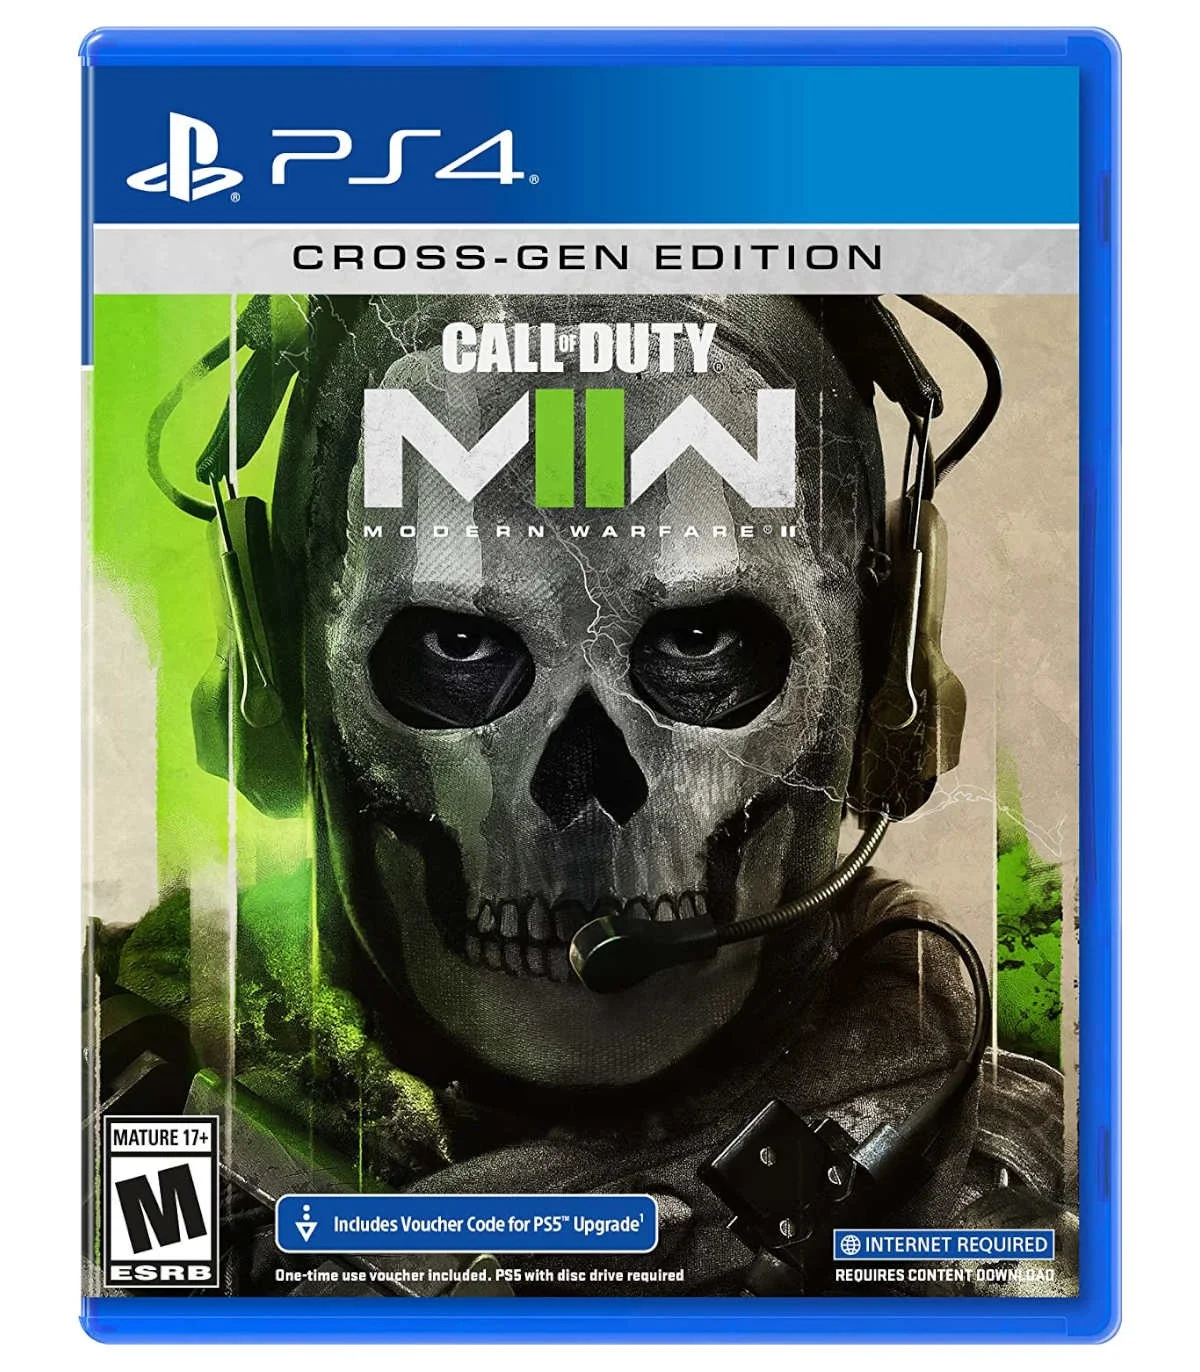 PS4®
CROSS-GEN EDITION
CALL OF DUTY®
MIIW
MODERN WARFARE® II
MATURE 17+
M
ESRB
Includes Voucher Code for PS5™ Upgrade¹
One-time use voucher included. PS5 with disc drive required
INTERNET REQUIRED
REQUIRES CONTENT DOWNLOAD